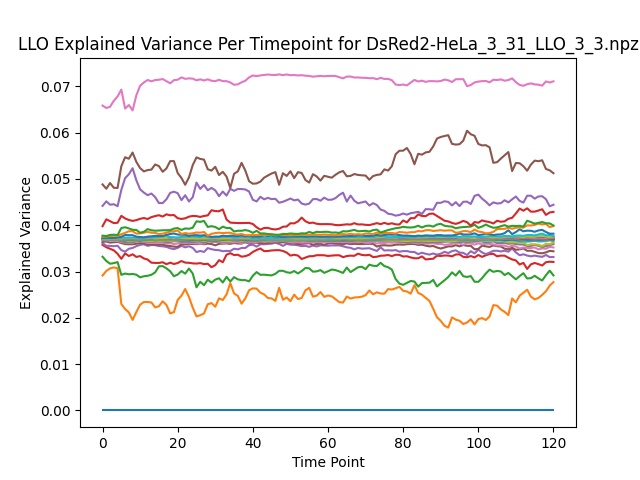 LLO Explained Variance Per Timepoint for DsRed2-HeLa_3_31_LLO_3_3.npz
0.07
0.06
0.05
0.04
0.03
0.02
0.01
0.00
Explained Variance
0 20 40 60 80 100 120
Time Point